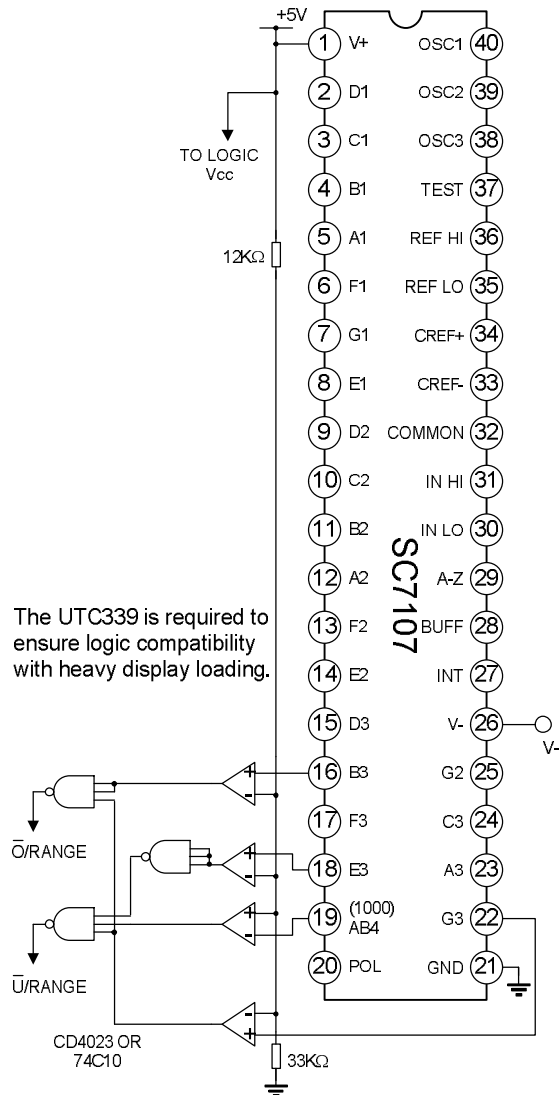 +5V
1 V+ OSC1 40
2 D1 OSC2 39
TO LOGIC
Vcc
3 C1 OSC3 38
4 B1 TEST 37
5 A1 REF HI 36
12KΩ
6 F1 REF LO 35
7 G1 CREF+ 34
8 E1 CREF- 33
9 D2 COMMON 32
10 C2 IN HI 31
11 B2 IN LO 30
SC7107
12 A2 A-Z 29
The UTC339 is required to
ensure logic compatibility
with heavy display loading.
13 F2 BUFF 28
14 E2 INT 27
15 D3 V- 26
V-
16 B3 G2 25
+
-
O̅/RANGE
17 F3 C3 24
18 E3 A3 23
+
-
19 (1000)
AB4 G3 22
+
-
U̅/RANGE
20 POL GND 21
-
+
CD4023 OR
74C10
33KΩ